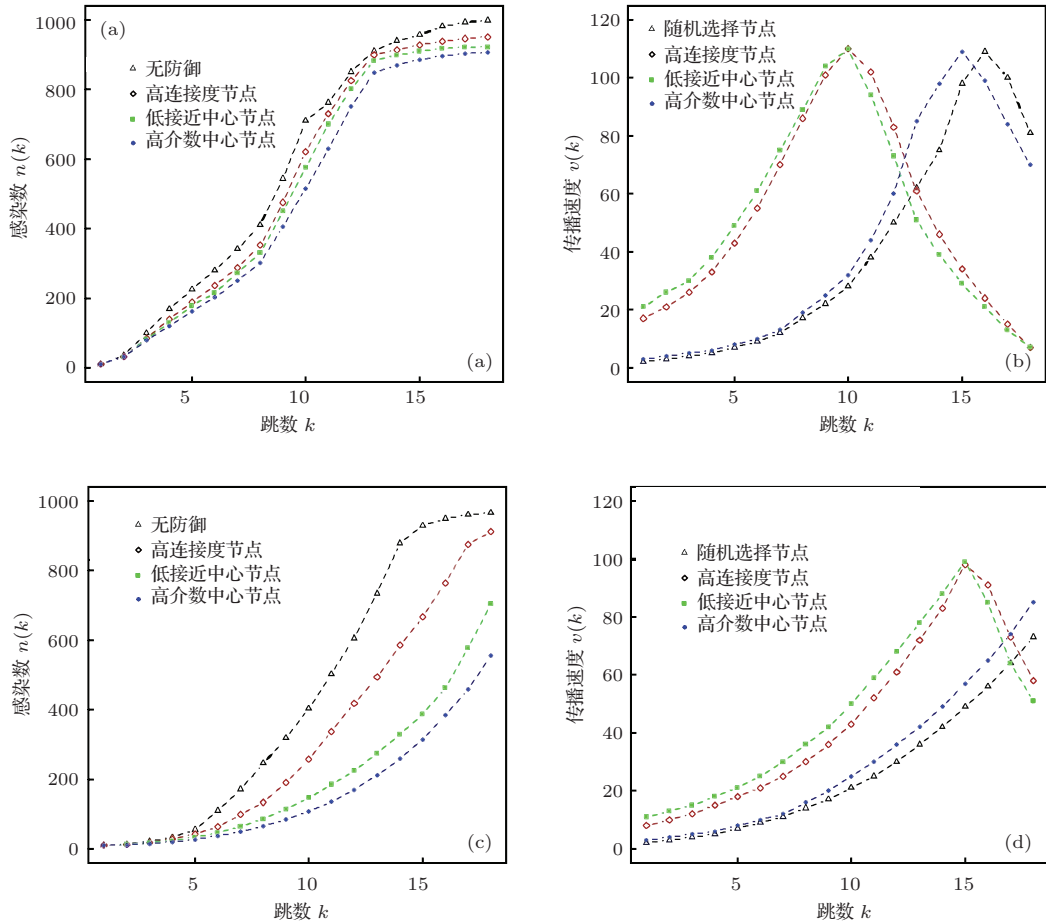 (a)
1000
800
600
400
200
0
感染数 n(k)
无防御
高连接度节点
低接近中心节点
高介数中心节点
(a)
5
10
15
跳数 k
120
100
80
60
40
20
0
传播速度 v(k)
随机选择节点
高连接度节点
低接近中心节点
高介数中心节点
(b)
5
10
15
跳数 k
1000
800
600
400
200
0
感染数 n(k)
无防御
高连接度节点
低接近中心节点
高介数中心节点
(c)
5
10
15
跳数 k
120
100
80
60
40
20
0
传播速度 v(k)
随机选择节点
高连接度节点
低接近中心节点
高介数中心节点
(d)
5
10
15
跳数 k